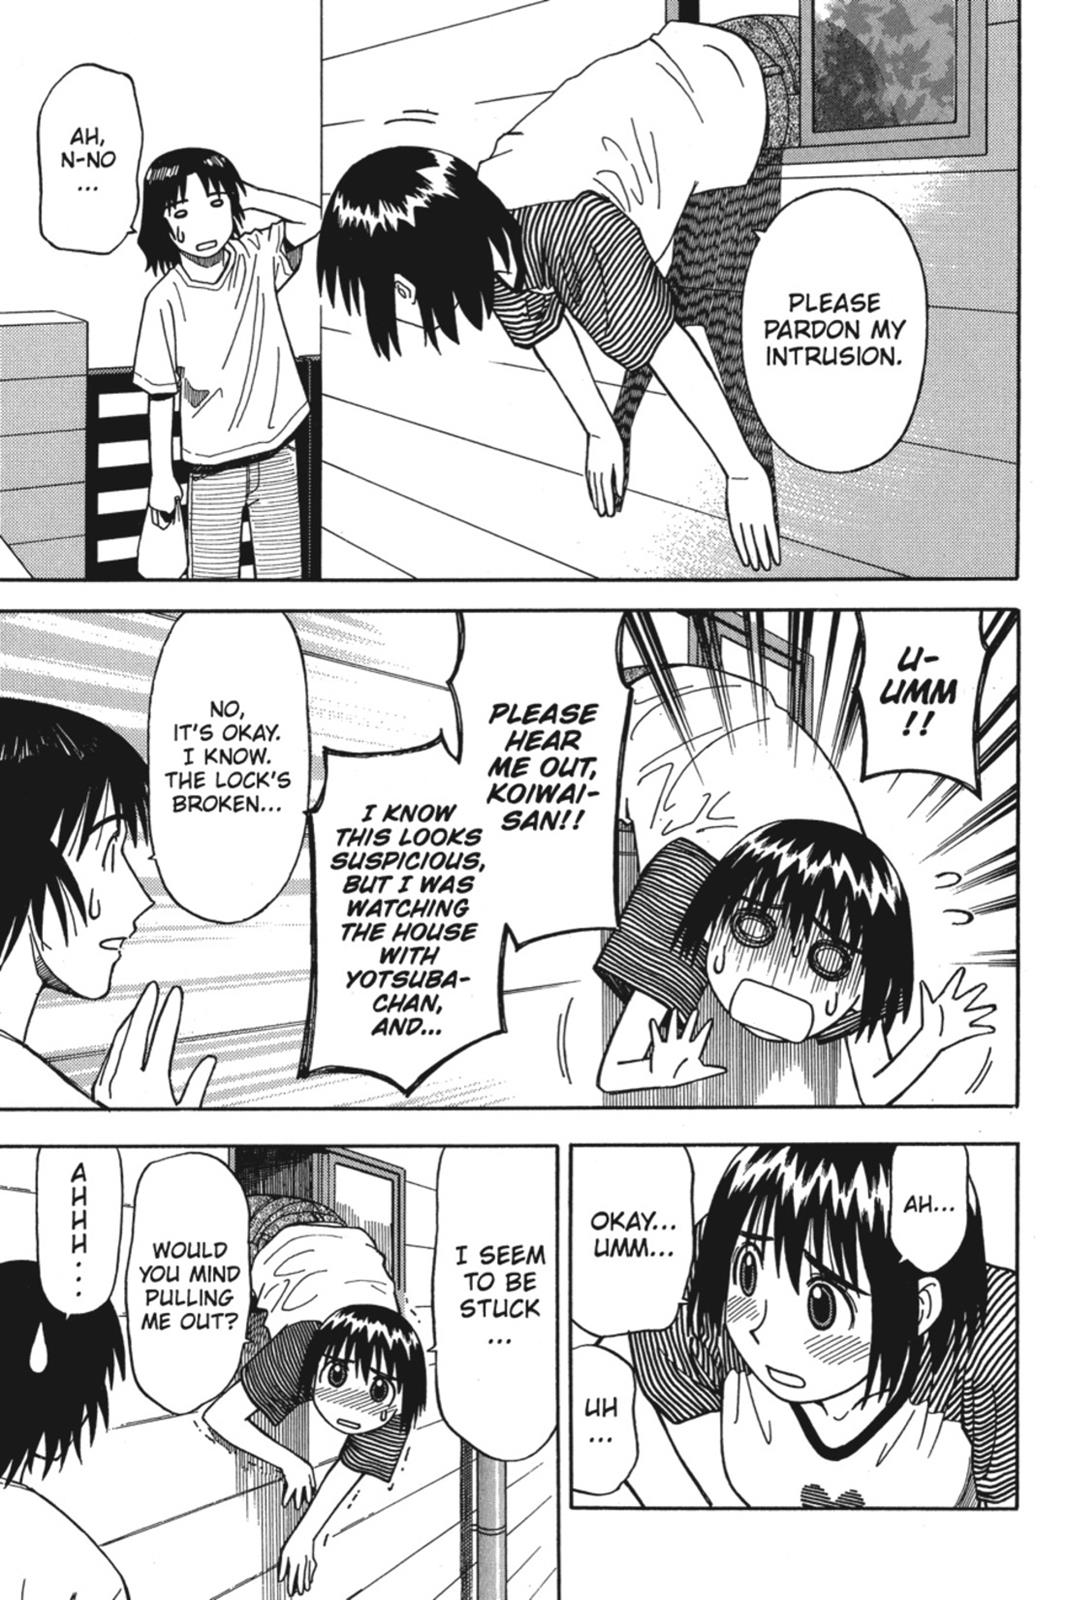 PLEASE
PARDON MY
INTRUSION.
AH,
N-NO
...
U-
UMM
!!
PLEASE
HEAR
ME OUT,
KOIWAI-
SAN!!
I KNOW
THIS LOOKS
SUSPICIOUS,
BUT I WAS
WATCHING
THE HOUSE
WITH
YOTSUBA-
CHAN,
AND...
NO,
IT'S OKAY.
I KNOW.
THE LOCK'S
BROKEN...
AH...
OKAY...
UMM...
UH
...
I SEEM
TO BE
STUCK
...
WOULD
YOU MIND
PULLING
ME OUT?
AHHH...